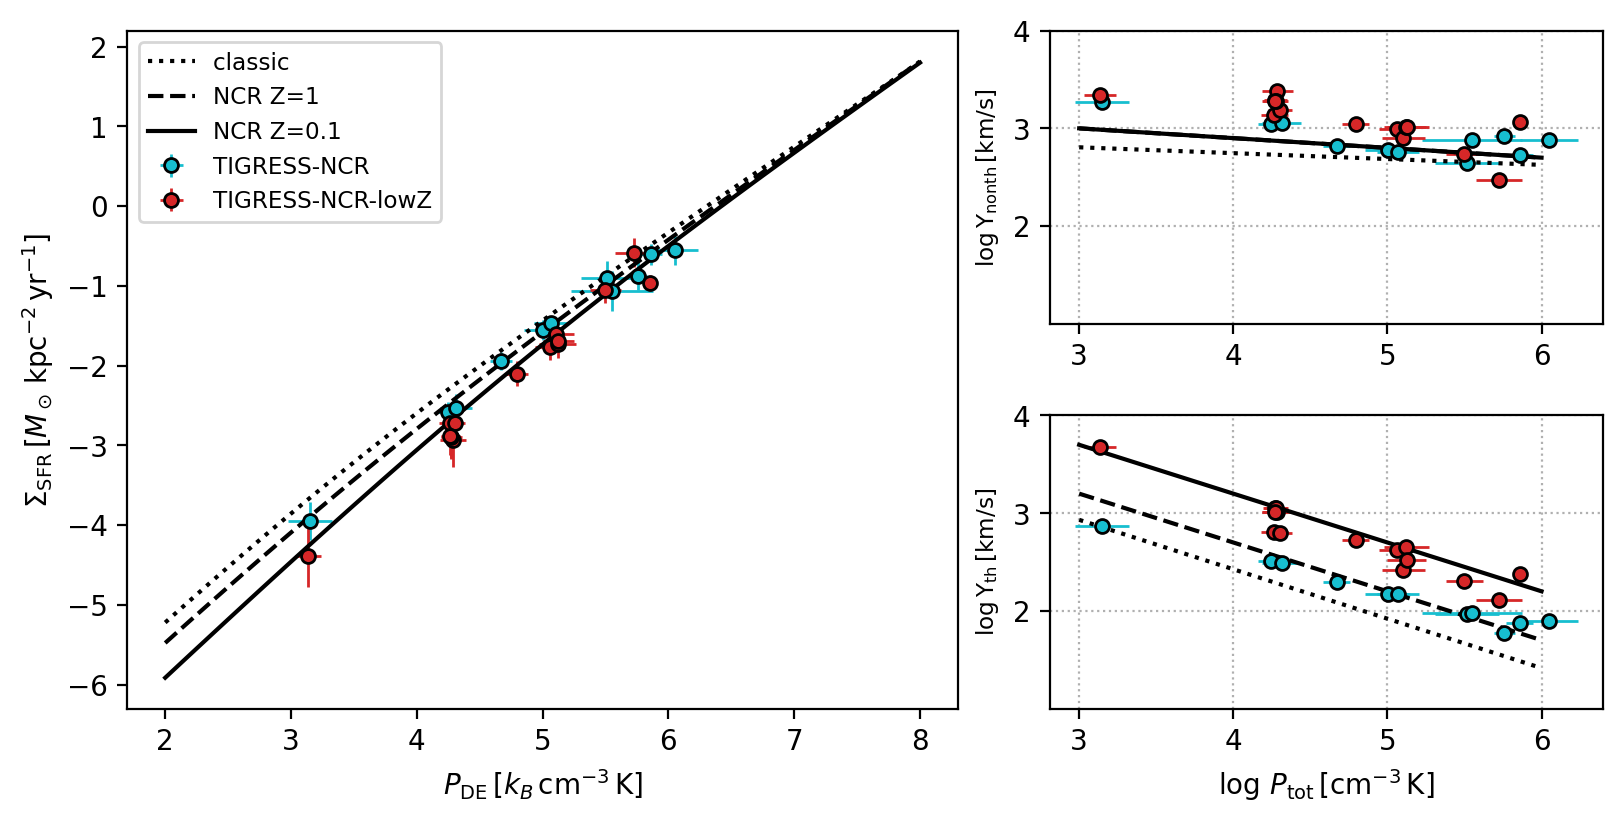 2
1
0
−1
−2
−3
−4
−5
−6
Σ_SFR [M_⊙ kpc^−2 yr^−1]
classic
NCR Z=1
NCR Z=0.1
TIGRESS-NCR
TIGRESS-NCR-lowZ
2 3 4 5 6 7 8
P_DE [k_B cm^−3 K]
4
3
2
log Υ_nonth [km/s]
3 4 5 6
4
3
2
log Υ_th [km/s]
3 4 5 6
log P_tot [cm^−3 K]